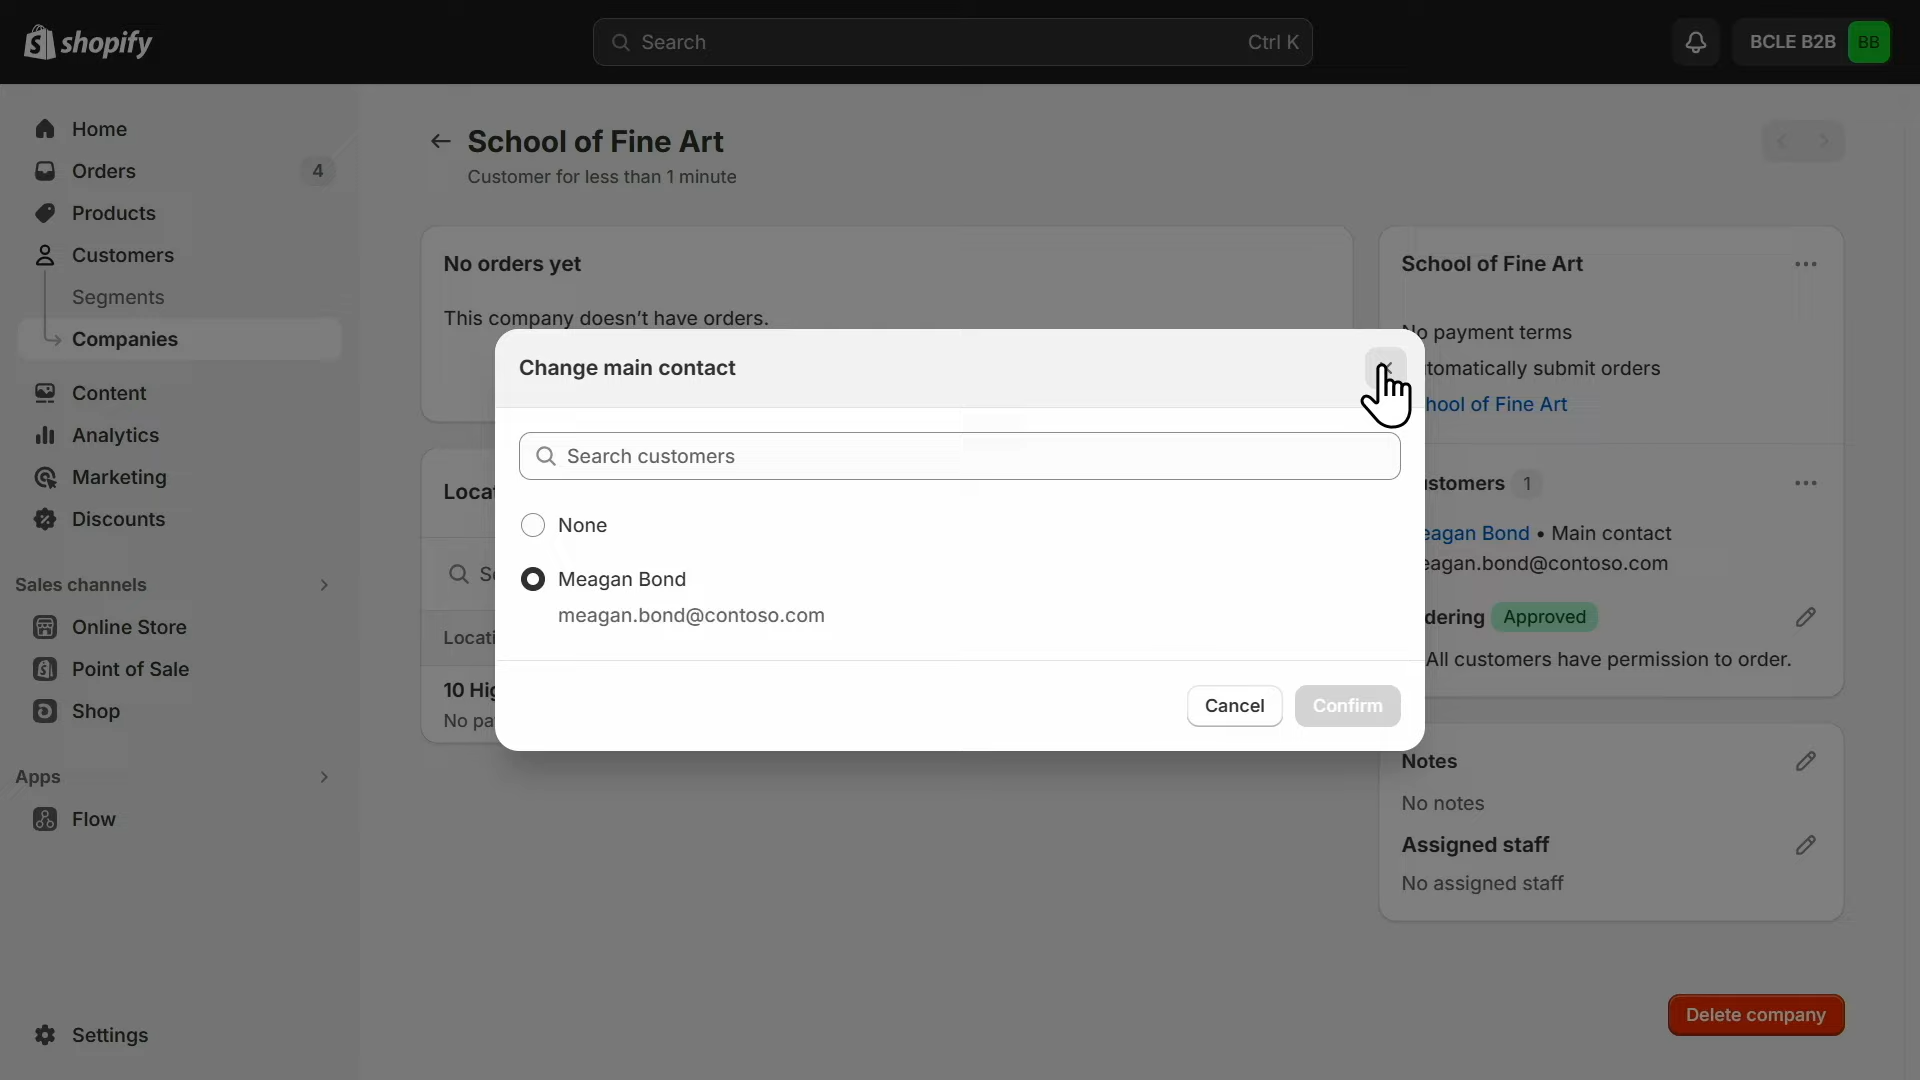 shopify
Search
Ctrl K
BCLE B2B
BB
Home
Orders
4
Products
Customers
Segments
Companies
Content
Analytics
Marketing
Discounts
Sales channels
Online Store
Point of Sale
Shop
Apps
Flow
Settings
School of Fine Art
Customer for less than 1 minute
No orders yet
This company doesn't have orders.
Change main contact
Search customers
None
Meagan Bond
meagan.bond@contoso.com
Cancel
Confirm
School of Fine Art
No payment terms
tomatically submit orders
hool of Fine Art
stomers 1
eagan Bond • Main contact
eagan.bond@contoso.com
dering Approved
All customers have permission to order.
Notes
No notes
Assigned staff
No assigned staff
Delete company
Locat
Se
Locati
10 Hig
No pa